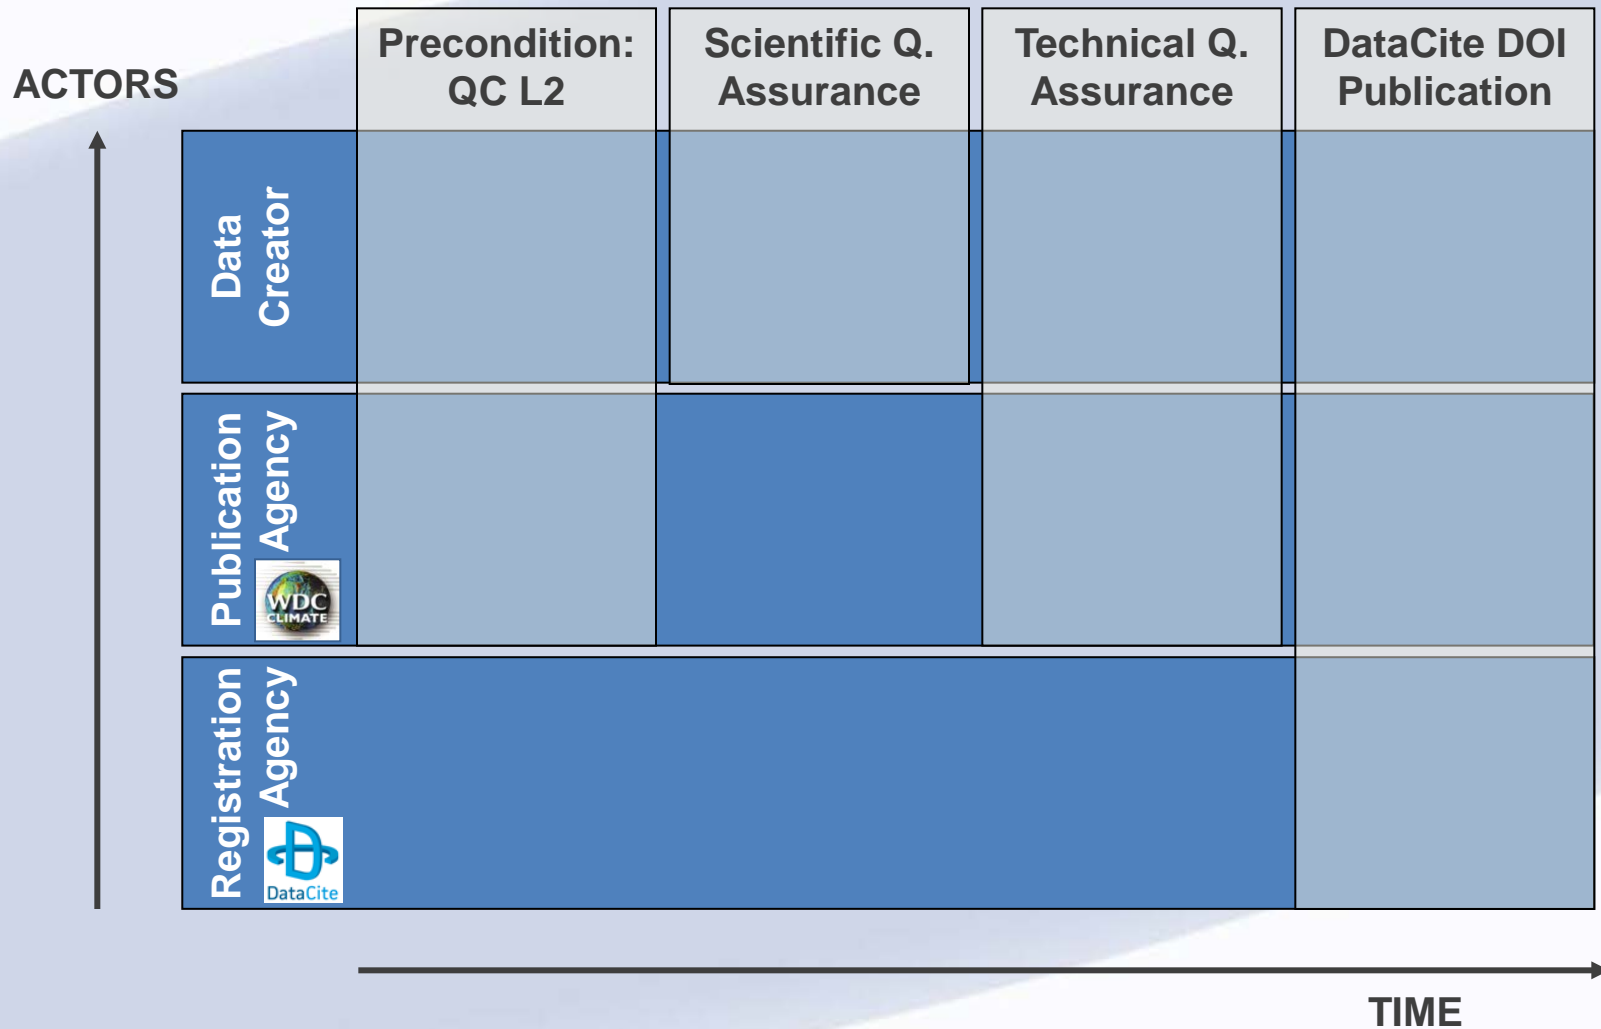 Precondition:
QC L2
Scientific Q.
Assurance
Technical Q.
Assurance
DataCite DOI
Publication
ACTORS
Data
Creator
Publication
Agency
WDC
CLIMATE
Registration
Agency
DataCite
TIME